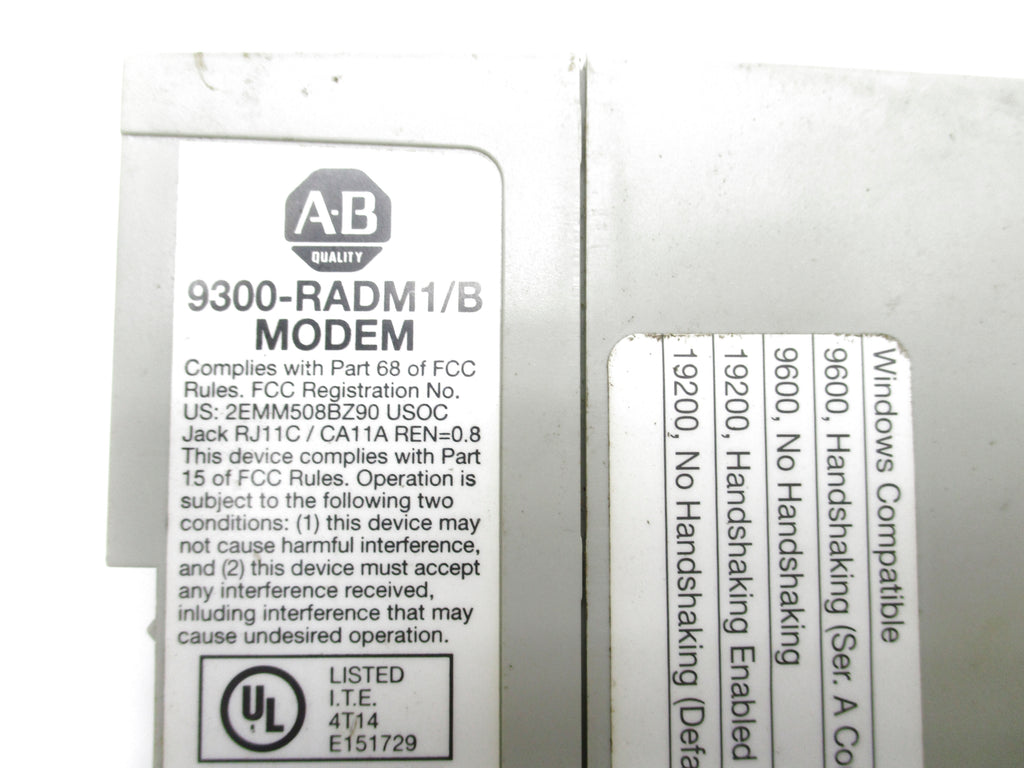 A-B
QUALITY
9300-RADM1/B
MODEM
Complies with Part 68 of FCC
Rules. FCC Registration No.
US: 2EMM508BZ90 USOC
Jack RJ11C / CA11A REN=0.8
This device complies with Part
15 of FCC Rules. Operation is
subject to the following two
conditions: (1) this device may
not cause harmful interference,
and (2) this device must accept
any interference received,
inluding interference that may
cause undesired operation.
UL
LISTED
I.T.E.
4T14
E151729
Windows Compatible
9600, Handshaking (Ser. A
9600, No Handshaking
19200, Handshaking Enabled
19200, No Handshaking